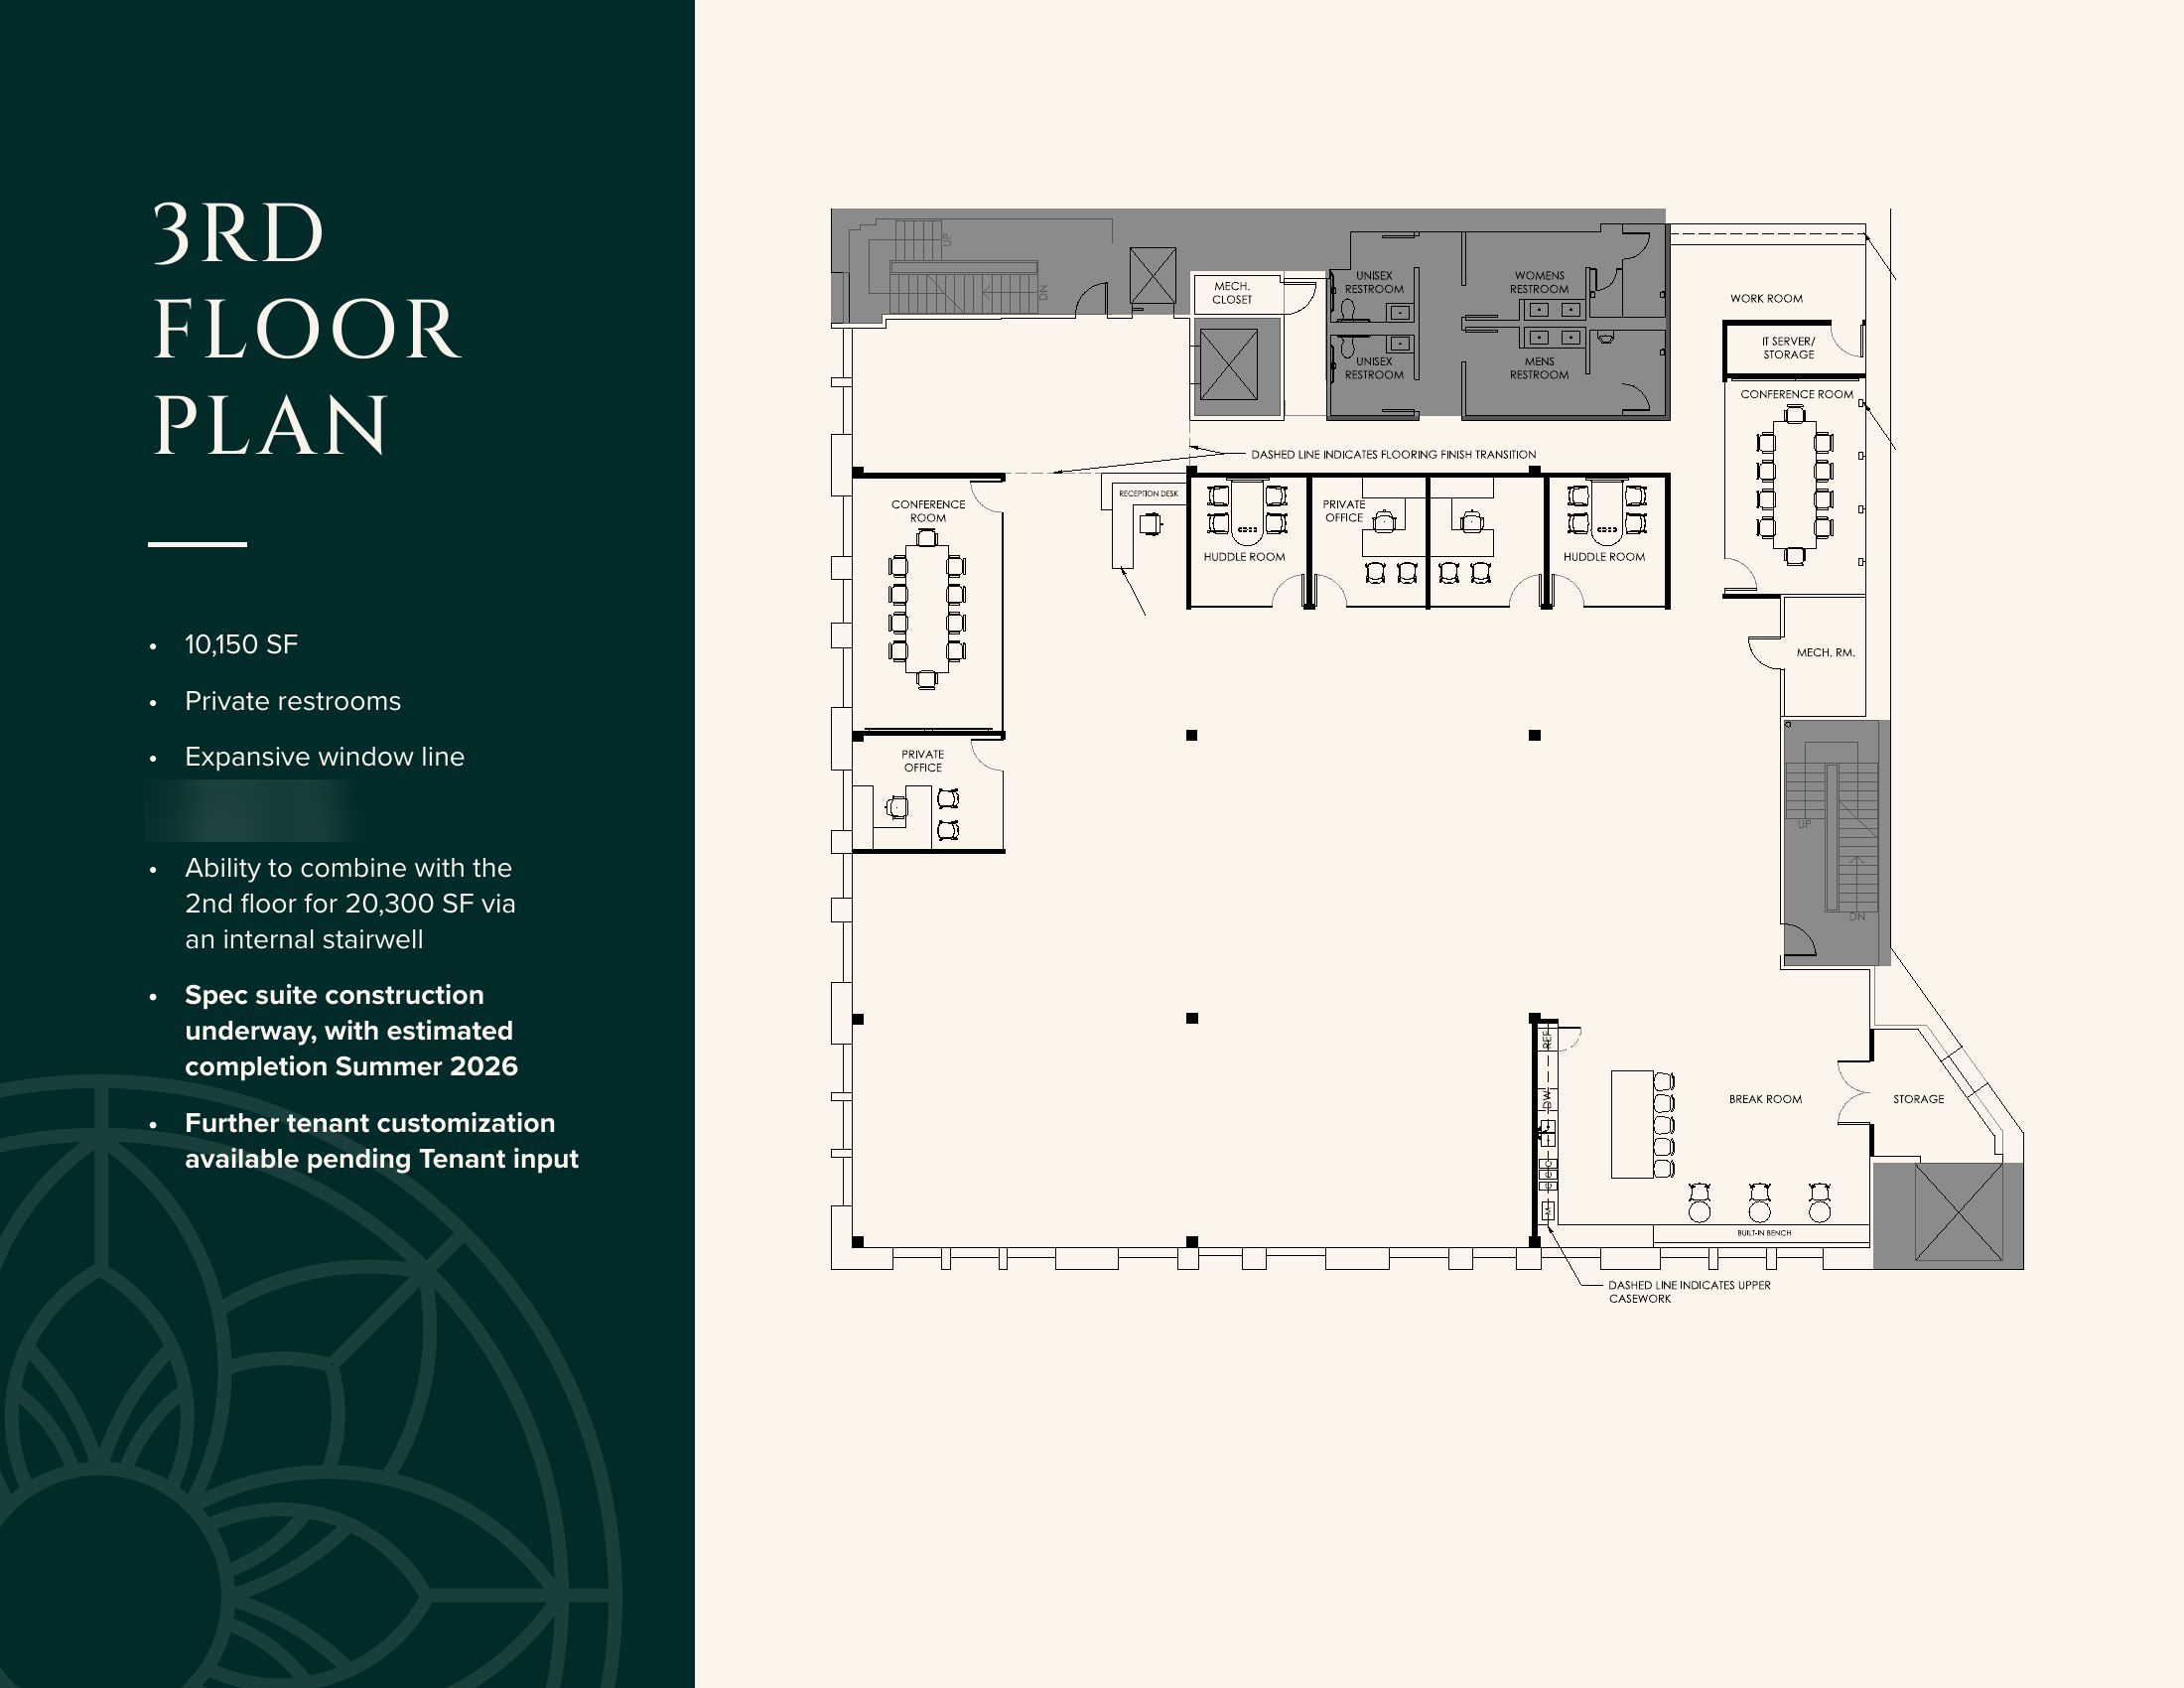 3RD
FLOOR
PLAN
• 10,150 SF
• Private restrooms
• Expansive window line
• Ability to combine with the
2nd floor for 20,300 SF via
an internal stairwell
• Spec suite construction
underway, with estimated
completion Summer 2026
• Further tenant customization
available pending Tenant input
UP
DN
MECH.
CLOSET
UNISEX
RESTROOM
WOMENS
RESTROOM
UNISEX
RESTROOM
MENS
RESTROOM
WORK ROOM
IT SERVER/
STORAGE
CONFERENCE ROOM
DASHED LINE INDICATES FLOORING FINISH TRANSITION
CONFERENCE
ROOM
RECEPTION DESK
HUDDLE ROOM
PRIVATE
OFFICE
HUDDLE ROOM
MECH. RM.
PRIVATE
OFFICE
UP
DN
REF
DW
BREAK ROOM
STORAGE
BUILT-IN BENCH
DASHED LINE INDICATES UPPER
CASEWORK